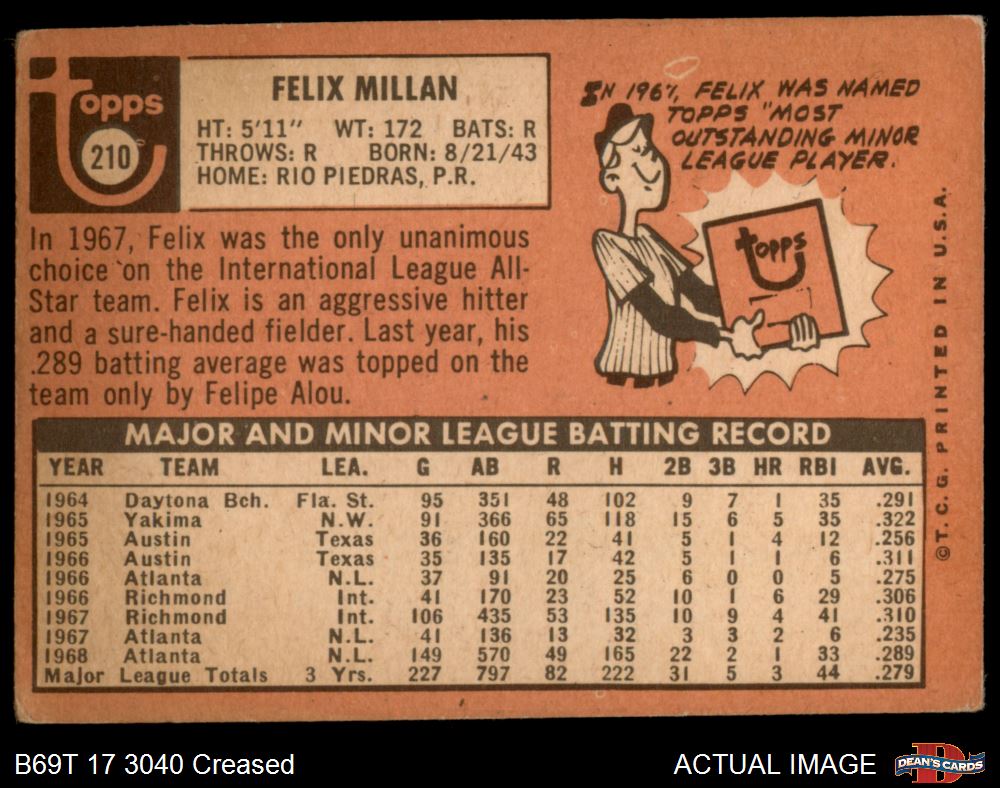 Topps
210
FELIX MILLAN
HT: 5'11" WT: 172 BATS: R
THROWS: R BORN: 8/21/43
HOME: RIO PIEDRAS, P.R.
IN 1967, FELIX WAS NAMED
TOPPS "MOST
OUTSTANDING MINOR
LEAGUE PLAYER.
Topps
In 1967, Felix was the only unanimous
choice on the International League All-
Star team. Felix is an aggressive hitter
and a sure-handed fielder. Last year, his
.289 batting average was topped on the
team only by Felipe Alou.
MAJOR AND MINOR LEAGUE BATTING RECORD
YEAR TEAM LEA. G AB R H 2B 3B HR RBI AVG.
1964 Daytona Bch. Fla. St. 95 351 48 102 9 7 1 35 .291
1965 Yakima N.W. 91 366 65 118 15 6 5 35 .322
1965 Austin Texas 36 160 22 41 5 1 4 12 .256
1966 Austin Texas 35 135 17 42 5 1 1 6 .311
1966 Atlanta N.L. 37 91 20 25 6 0 0 5 .275
1966 Richmond Int. 41 170 23 52 10 1 6 29 .306
1967 Richmond Int. 106 435 53 135 10 9 4 41 .310
1967 Atlanta N.L. 41 136 13 32 3 3 2 6 .235
1968 Atlanta N.L. 149 570 49 165 22 2 1 33 .289
Major League Totals 3 Yrs. 227 797 82 222 31 5 3 44 .279
©T.C.G. PRINTED IN U.S.A.
B69T 17 3040 Creased
ACTUAL IMAGE
D
DEAN'S CARDS